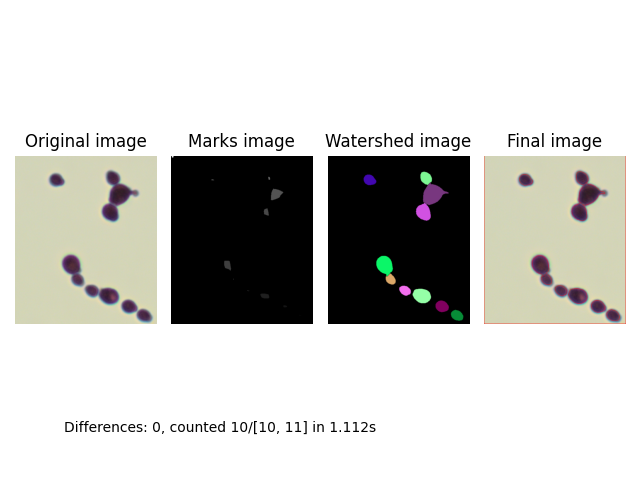 Original image
Marks image
Watershed image
Final image
Differences: 0, counted 10/[10, 11] in 1.112s